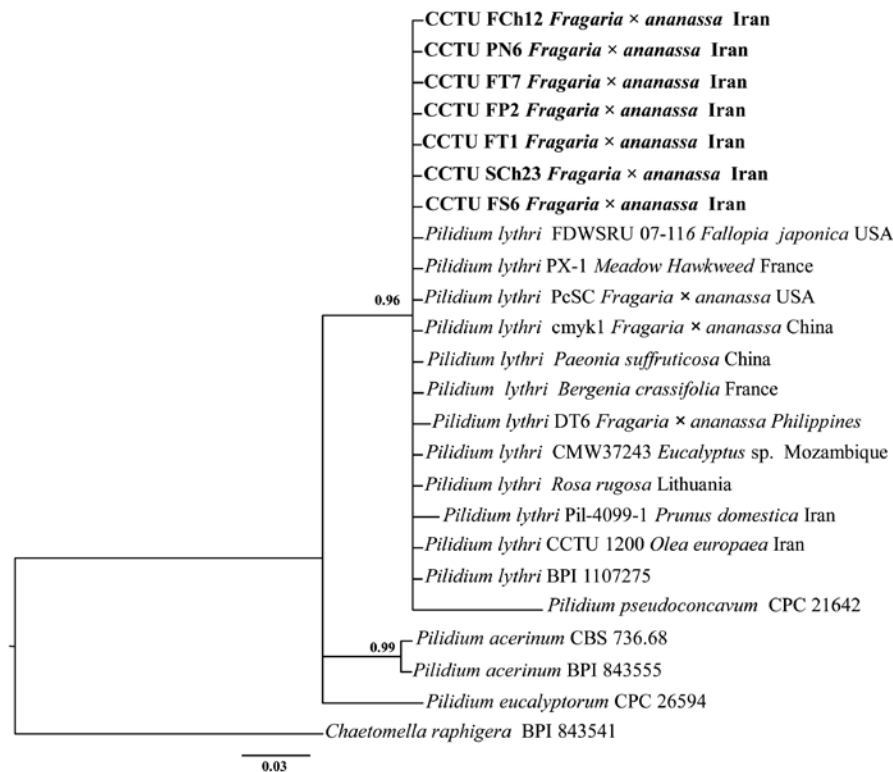 CCTU FCh12 Fragaria × ananassa Iran
CCTU PN6 Fragaria × ananassa Iran
CCTU FT7 Fragaria × ananassa Iran
CCTU FP2 Fragaria × ananassa Iran
CCTU FT1 Fragaria × ananassa Iran
CCTU SCh23 Fragaria × ananassa Iran
CCTU FS6 Fragaria × ananassa Iran
Pilidium lythri FDWSRU 07-116 Fallopia japonica USA
Pilidium lythri PX-1 Meadow Hawkweed France
0.96
Pilidium lythri PcSC Fragaria × ananassa USA
Pilidium lythri cmyk1 Fragaria × ananassa China
Pilidium lythri Paeonia suffruticosa China
Pilidium lythri Bergenia crassifolia France
Pilidium lythri DT6 Fragaria × ananassa Philippines
Pilidium lythri CMW37243 Eucalyptus sp. Mozambique
Pilidium lythri Rosa rugosa Lithuania
Pilidium lythri Pil-4099-1 Prunus domestica Iran
Pilidium lythri CCTU 1200 Olea europaea Iran
Pilidium lythri BPI 1107275
Pilidium pseudoconcavum CPC 21642
Pilidium acerinum CBS 736.68
0.99
Pilidium acerinum BPI 843555
Pilidium eucalyptorum CPC 26594
Chaetomella raphigera BPI 843541
0.03